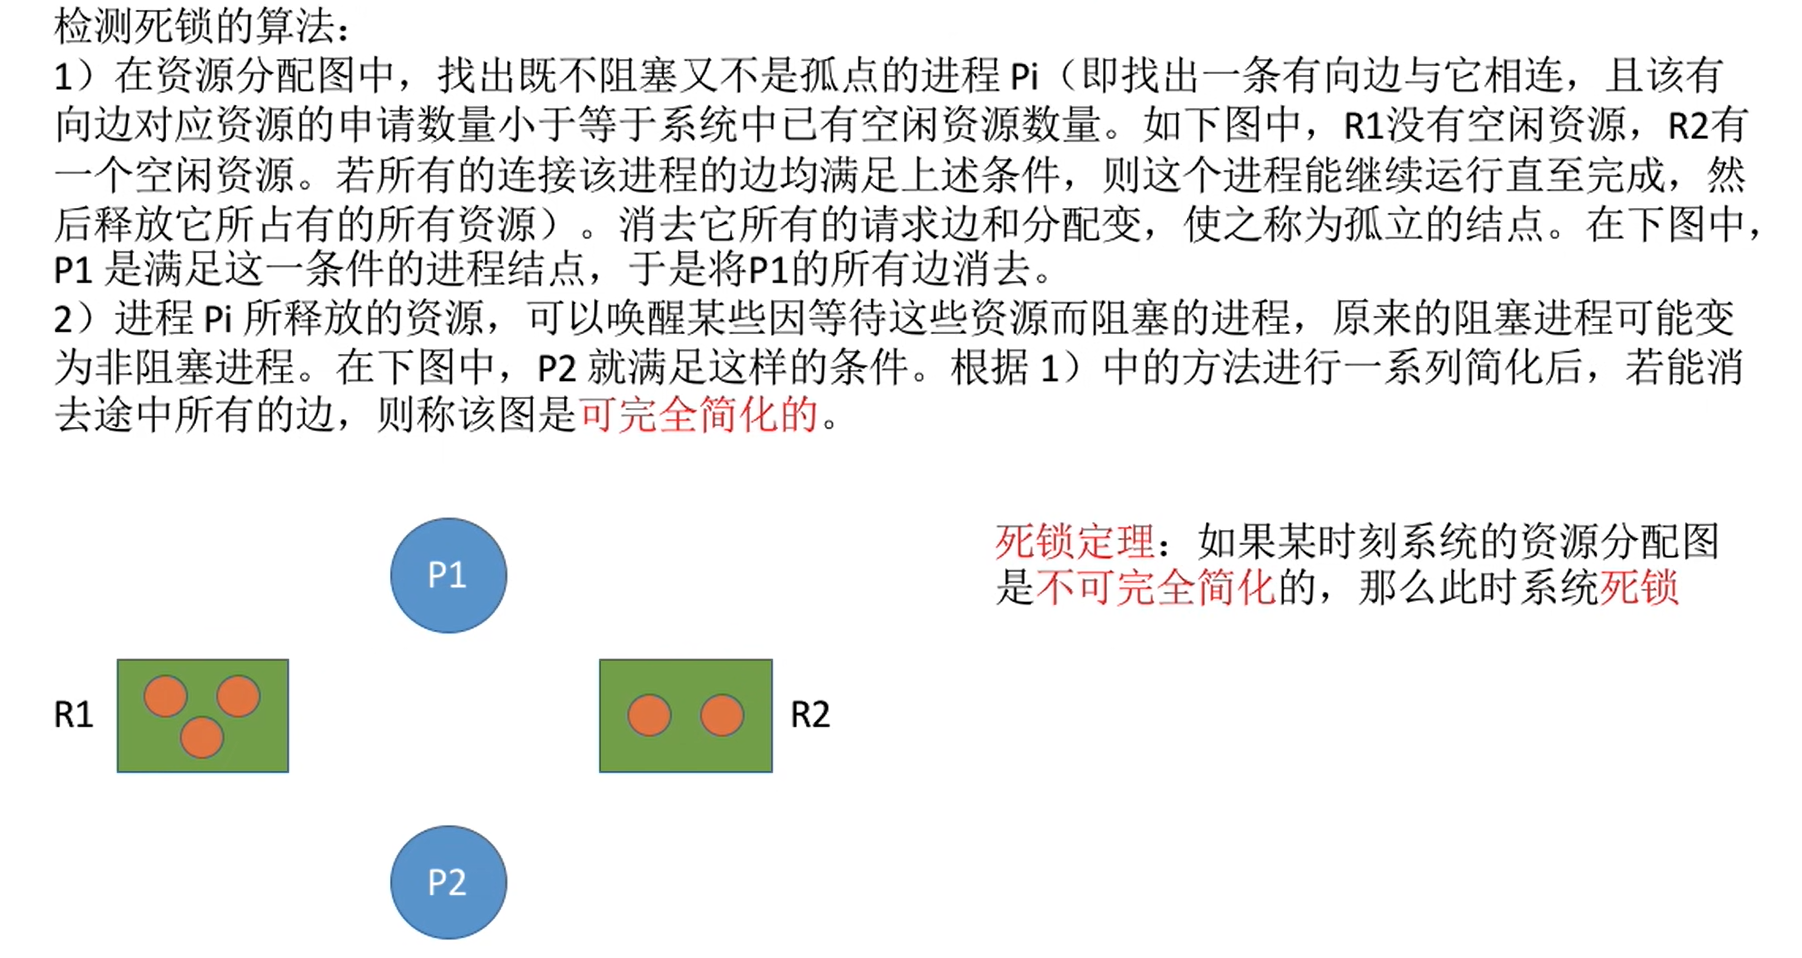 检测死锁的算法：
1）在资源分配图中，找出既不阻塞又不是孤点的进程 Pi（即找出一条有向边与它相连，且该有
向边对应资源的申请数量小于等于系统中已有空闲资源数量。如下图中，R1没有空闲资源，R2有
一个空闲资源。若所有的连接该进程的边均满足上述条件，则这个进程能继续运行直至完成，然
后释放它所占有的所有资源）。消去它所有的请求边和分配变，使之称为孤立的结点。在下图中，
P1 是满足这一条件的进程结点，于是将P1的所有边消去。
2）进程 Pi 所释放的资源，可以唤醒某些因等待这些资源而阻塞的进程，原来的阻塞进程可能变
为非阻塞进程。在下图中，P2 就满足这样的条件。根据 1）中的方法进行一系列简化后，若能消
去途中所有的边，则称该图是可完全简化的。
死锁定理：如果某时刻系统的资源分配图
是不可完全简化的，那么此时系统死锁
P1
R1
R2
P2